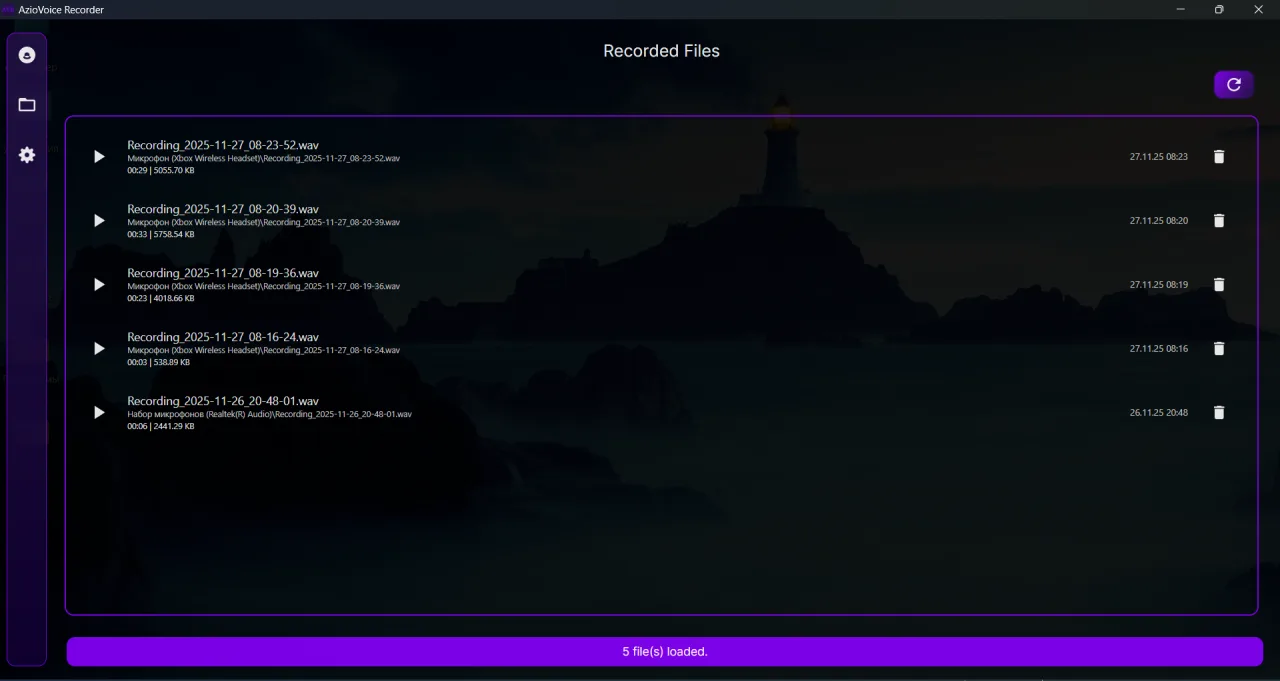 AzioVoice Recorder
Recorded Files
Recording_2025-11-27_08-23-52.wav
Микрофон (Xbox Wireless Headset)\Recording_2025-11-27_08-23-52.wav
00:29 | 5055.70 KB
27.11.25 08:23
Recording_2025-11-27_08-20-39.wav
Микрофон (Xbox Wireless Headset)\Recording_2025-11-27_08-20-39.wav
00:33 | 5758.54 KB
27.11.25 08:20
Recording_2025-11-27_08-19-36.wav
Микрофон (Xbox Wireless Headset)\Recording_2025-11-27_08-19-36.wav
00:23 | 4018.66 KB
27.11.25 08:19
Recording_2025-11-27_08-16-24.wav
Микрофон (Xbox Wireless Headset)\Recording_2025-11-27_08-16-24.wav
00:03 | 538.89 KB
27.11.25 08:16
Recording_2025-11-26_20-48-01.wav
Набор микрофонов (Realtek(R) Audio)\Recording_2025-11-26_20-48-01.wav
00:06 | 2441.29 KB
26.11.25 20:48
5 file(s) loaded.